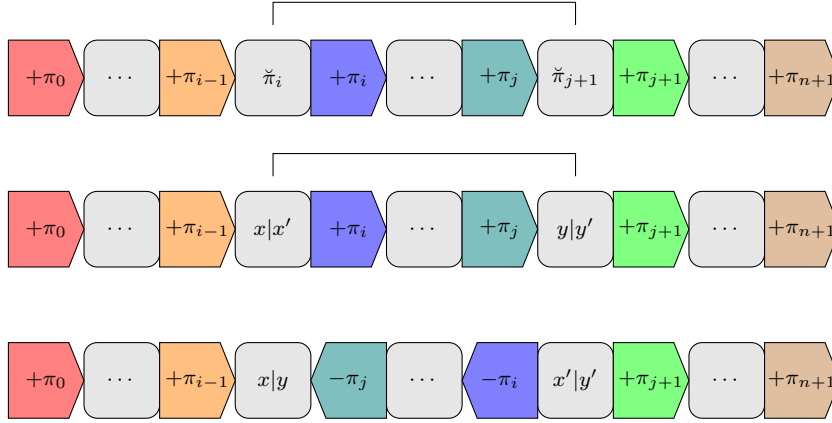 +π₀ ⋯ +πᵢ₋₁ π̆ᵢ +πᵢ ⋯ +πⱼ π̆ⱼ₊₁ +πⱼ₊₁ ⋯ +πₙ₊₁
+π₀ ⋯ +πᵢ₋₁ x|x′ +πᵢ ⋯ +πⱼ y|y′ +πⱼ₊₁ ⋯ +πₙ₊₁
+π₀ ⋯ +πᵢ₋₁ x|y −πⱼ ⋯ −πᵢ x′|y′ +πⱼ₊₁ ⋯ +πₙ₊₁